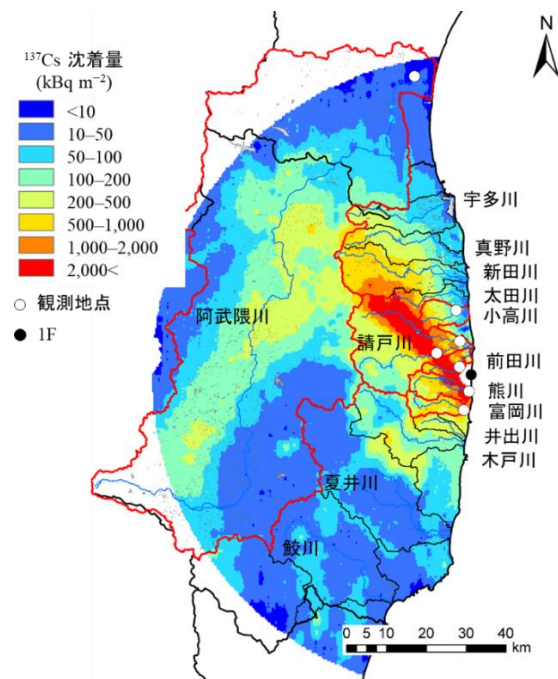 N
¹³⁷Cs 沈着量
(kBq m⁻²)
<10
10–50
50–100
100–200
200–500
500–1,000
1,000–2,000
2,000<
観測地点
1F
宇多川
真野川
新田川
太田川
小高川
阿武隈川
請戸川
前田川
熊川
富岡川
井出川
木戸川
夏井川
鮫川
0 5 10 20 30 40
km